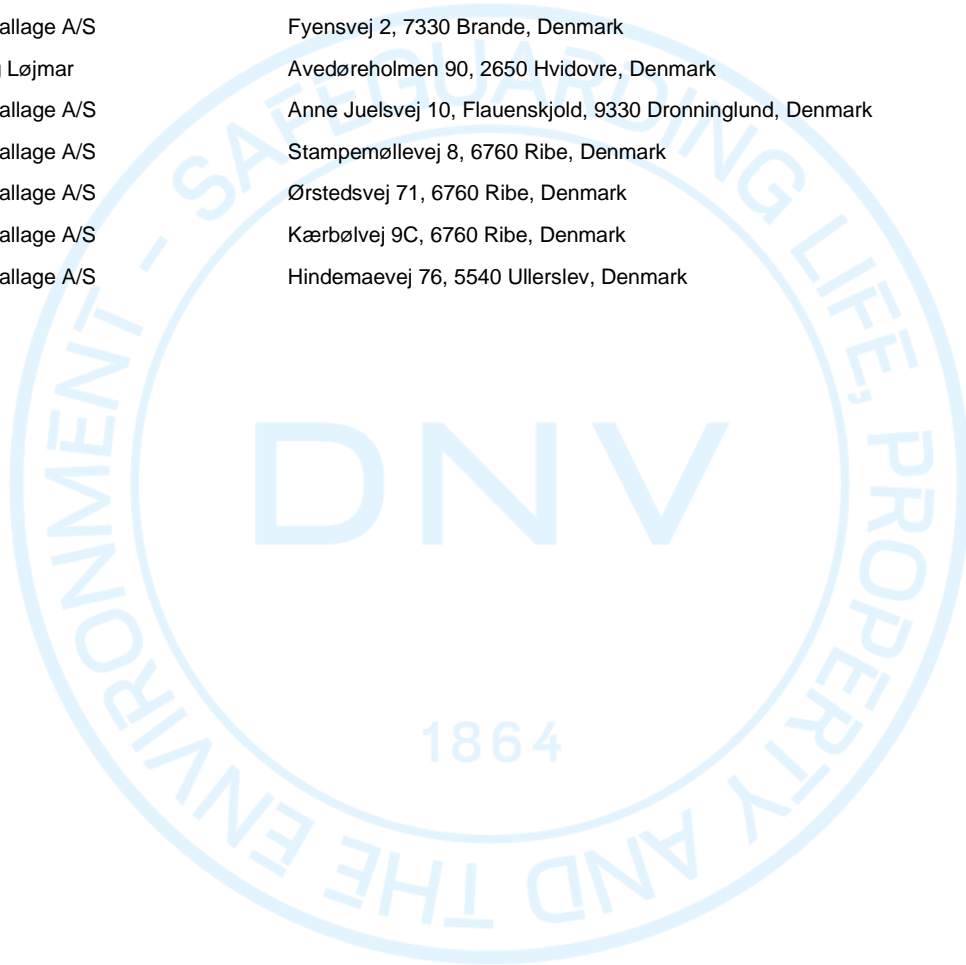 allage A/S Fyensvej 2, 7330 Brande, Denmark
g Løjmar Avedøreholmen 90, 2650 Hvidovre, Denmark
allage A/S Anne Juelsvej 10, Flauenskjold, 9330 Dronninglund, Denmark
allage A/S Stampemøllevej 8, 6760 Ribe, Denmark
allage A/S Ørstedsvej 71, 6760 Ribe, Denmark
allage A/S Kærbølvej 9C, 6760 Ribe, Denmark
allage A/S Hindemaevej 76, 5540 Ullerslev, Denmark
SAFEGUARDING LIFE, PROPERTY AND THE ENVIRONMENT -
DNV
1864